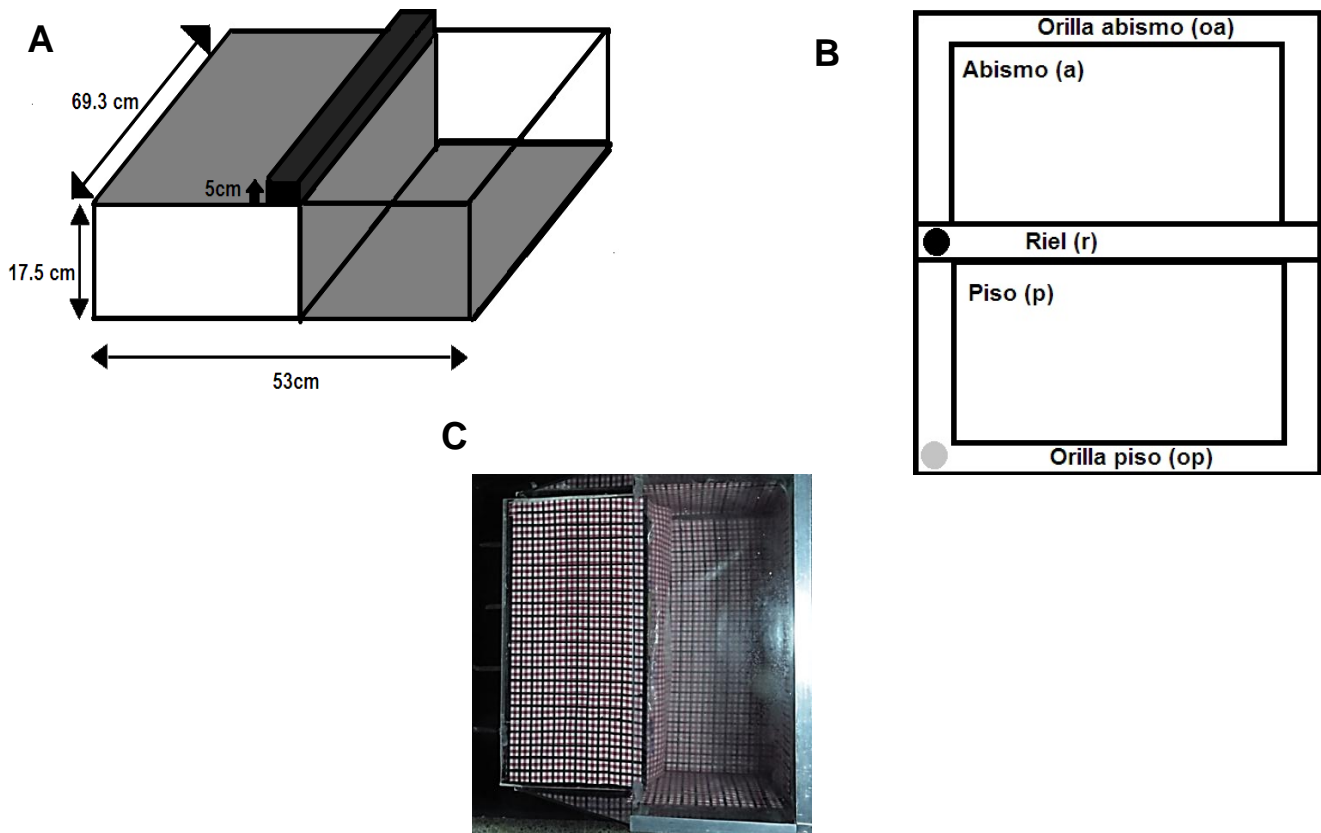 A
69.3 cm
5cm
17.5 cm
53cm
B
Orilla abismo (oa)
Abismo (a)
Riel (r)
Piso (p)
Orilla piso (op)
C